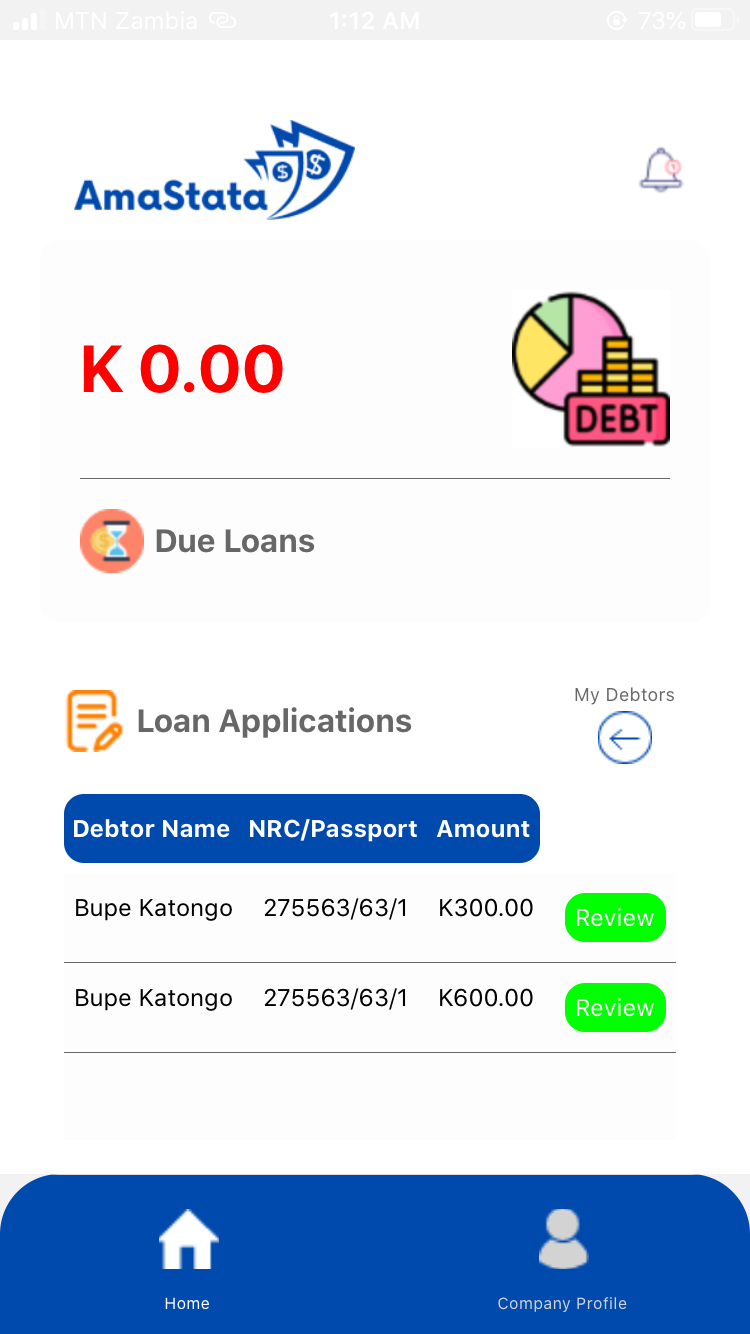 MTN Zambia 1:12 AM 73%
AmaStata
$ $
1
K 0.00
DEBT
Due Loans
My Debtors
Loan Applications
Debtor Name NRC/Passport Amount
Bupe Katongo 275563/63/1 K300.00 Review
Bupe Katongo 275563/63/1 K600.00 Review
Home Company Profile